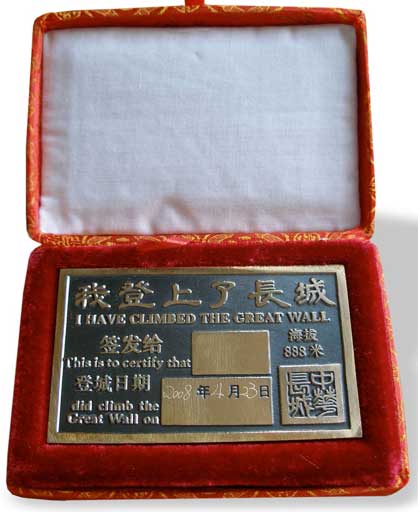 我登上了長城
I HAVE CLIMBED THE GREAT WALL
签发给
This is to certify that
海拔
888 米
登城日期
did climb the
Great Wall on
2008 年 4 月 23 日